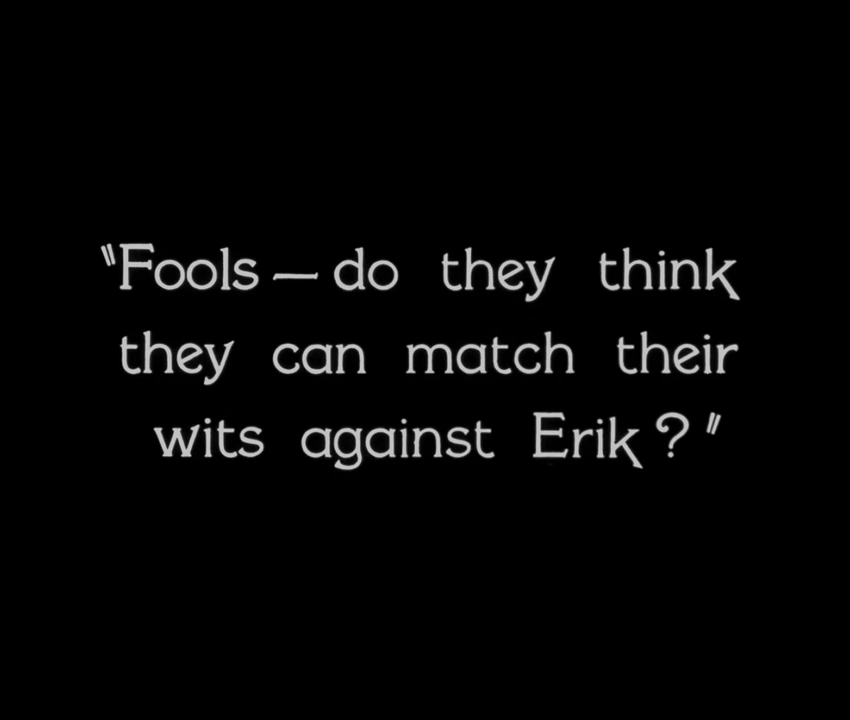 "Fools — do they think
they can match their
wits against Erik?"